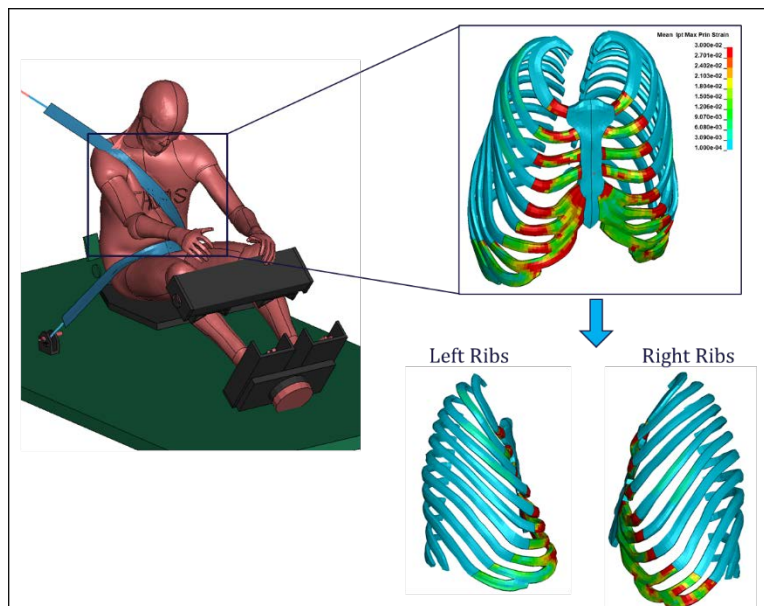 Mean Ipt Max Prin Strain
3.000e-02
2.701e-02
2.402e-02
2.103e-02
1.804e-02
1.505e-02
1.206e-02
9.070e-03
6.080e-03
3.090e-03
1.000e-04
Left Ribs
Right Ribs